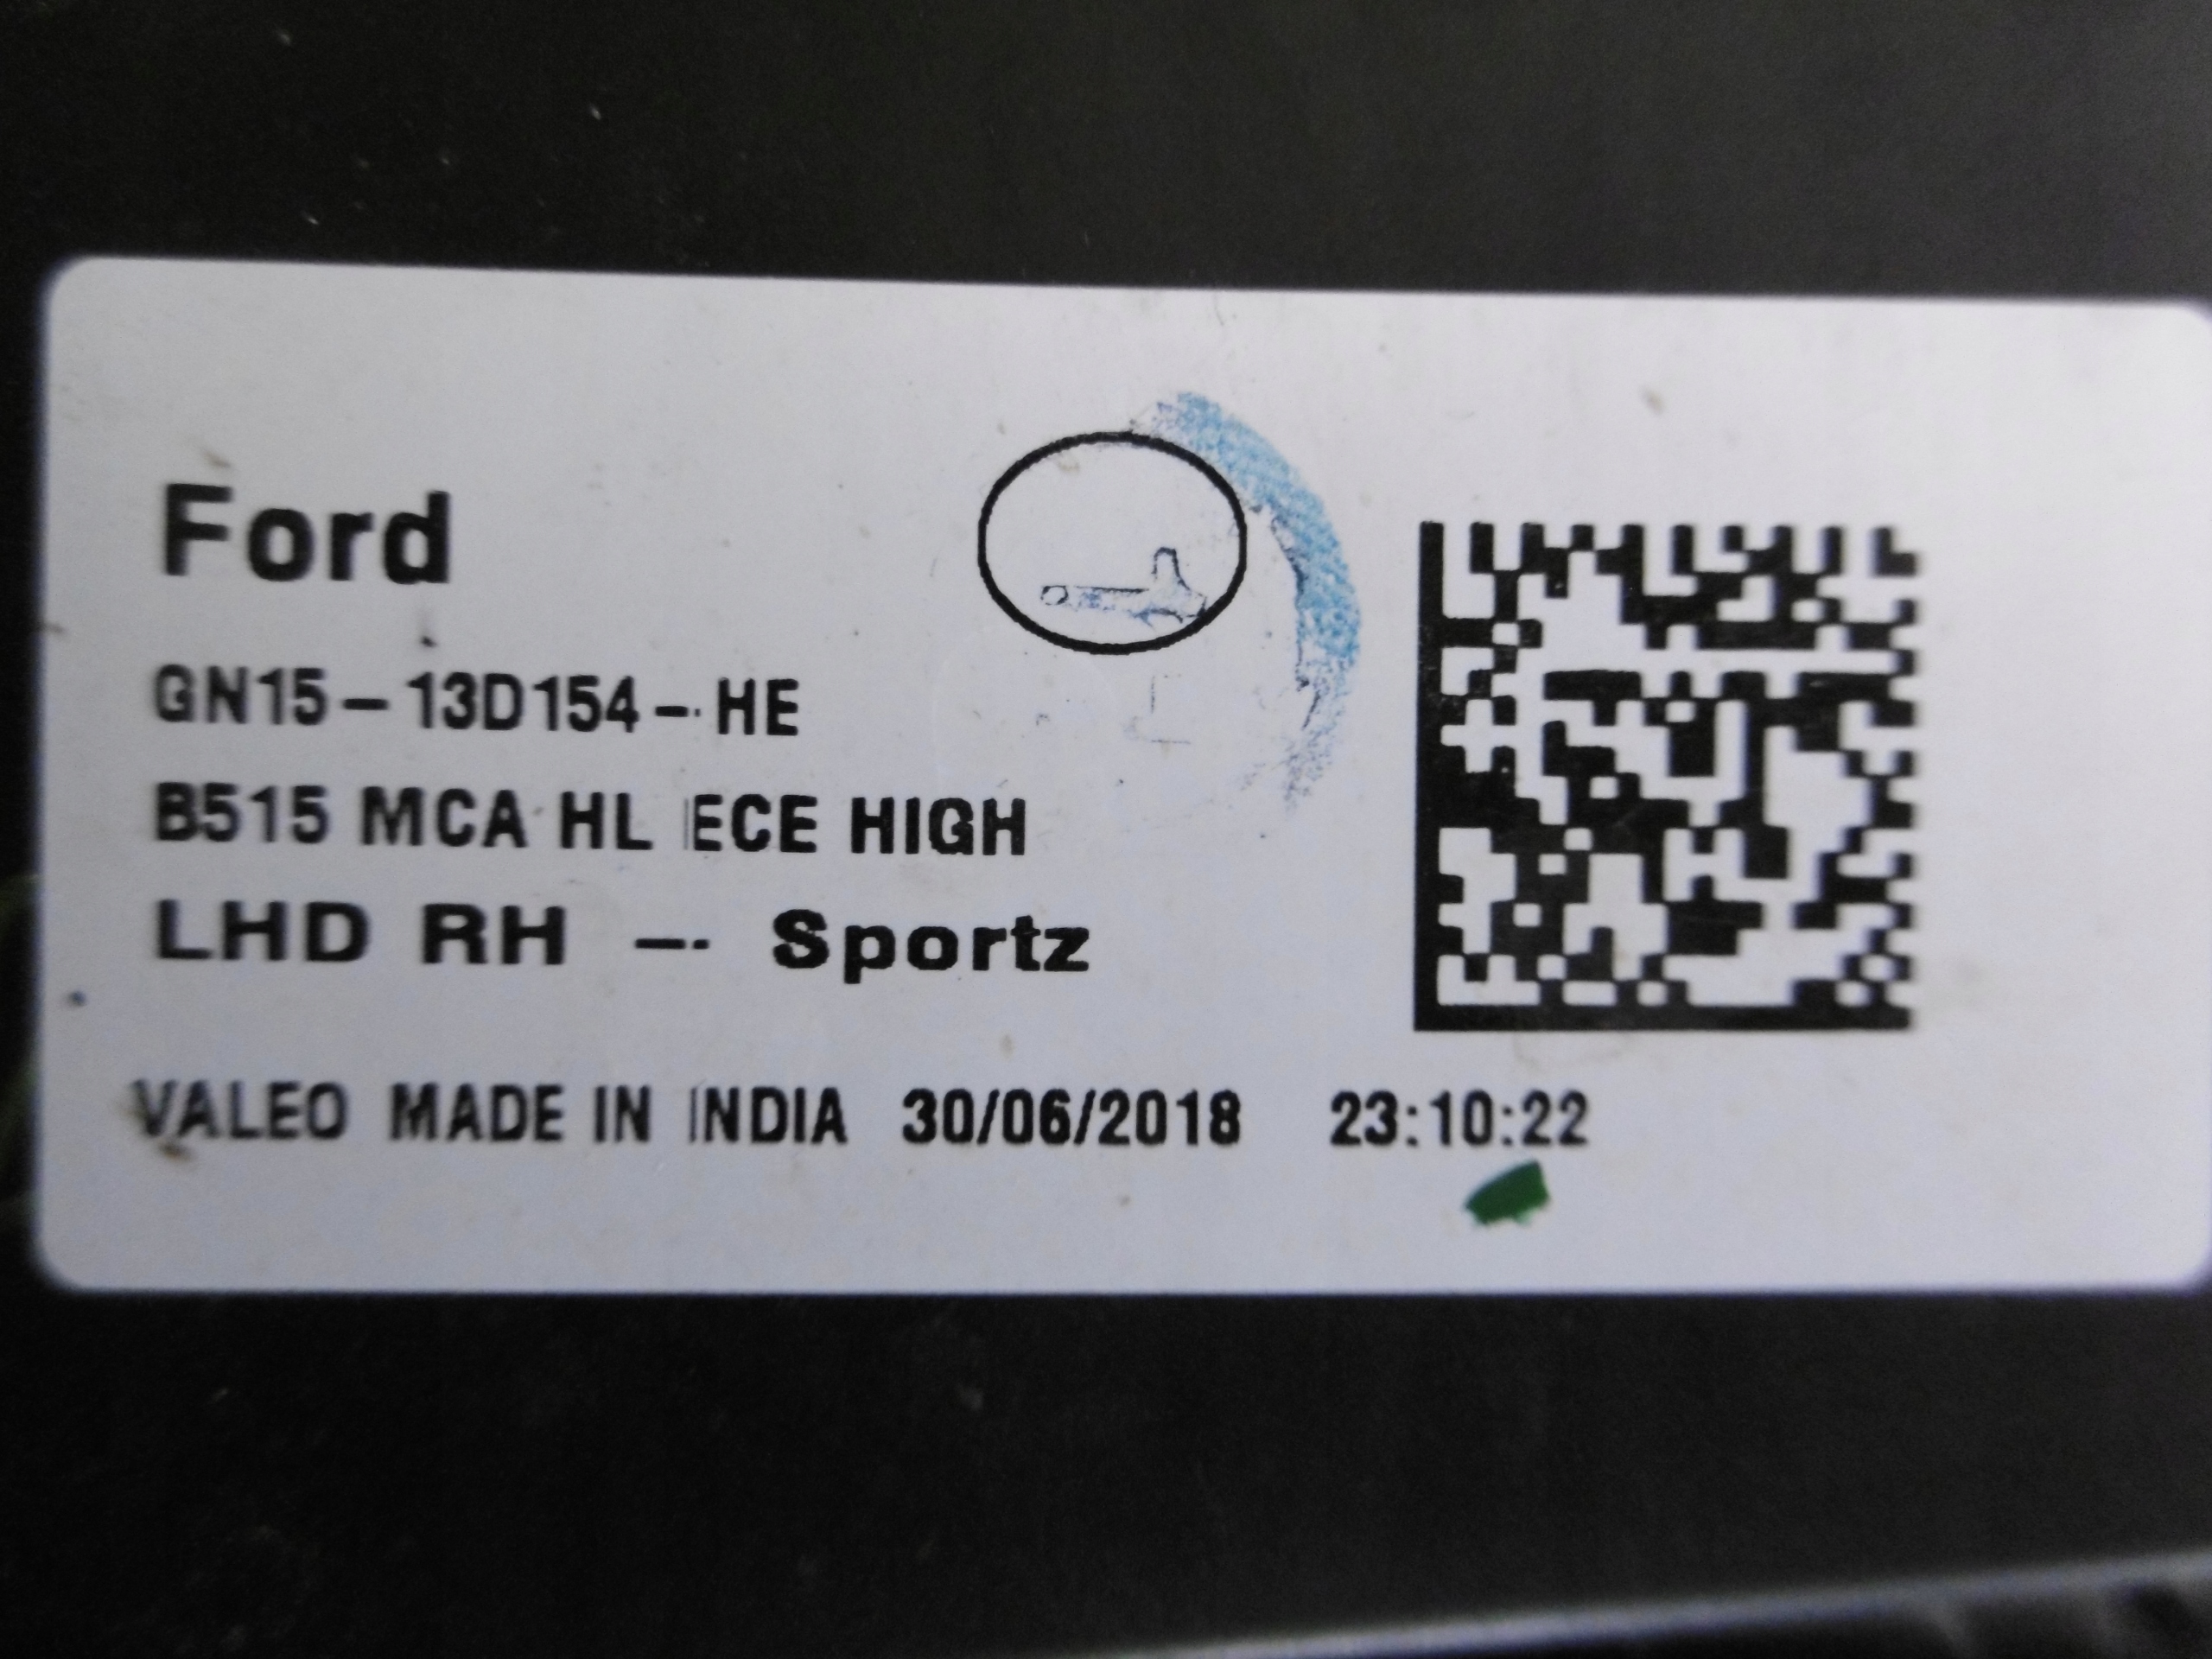 Ford
GN15-13D154-HE
B515 MCA HL ECE HIGH
LHD RH - Sportz
VALEO MADE IN INDIA 30/06/2018 23:10:22